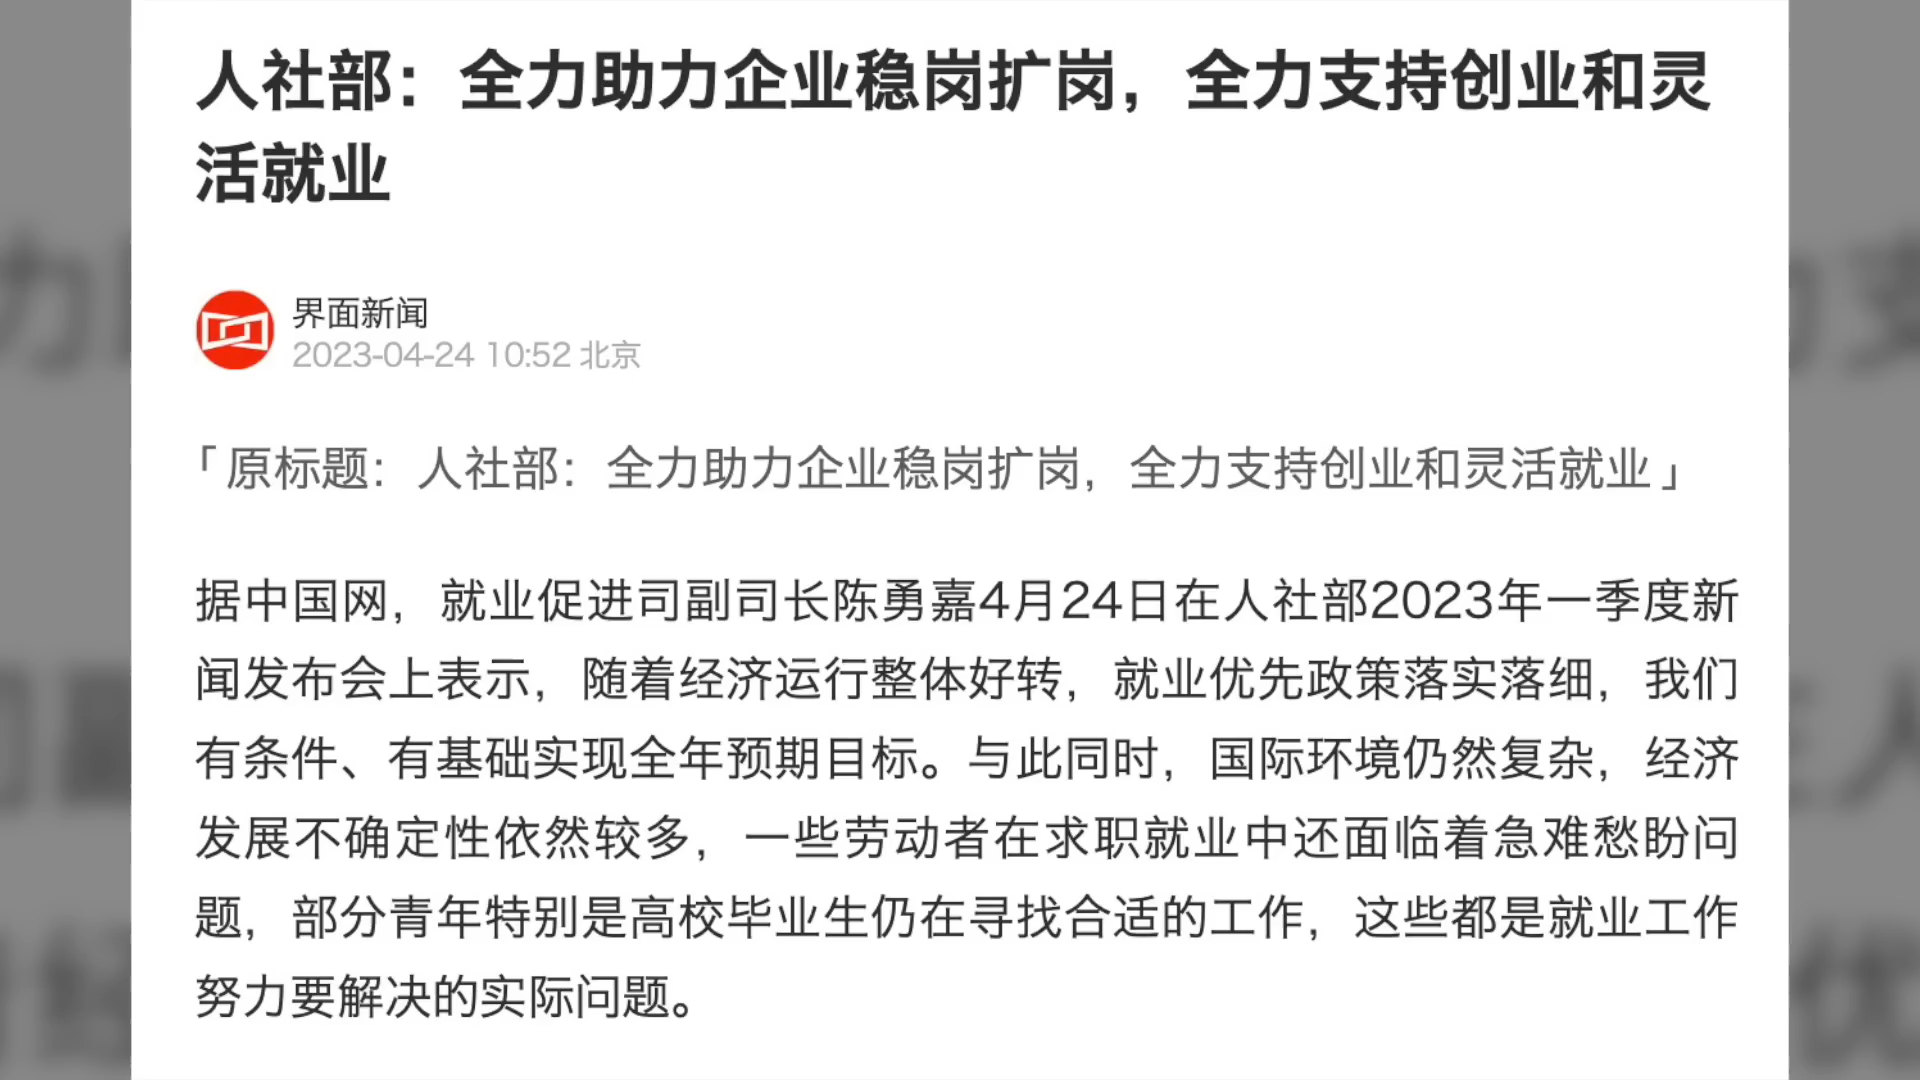 人社部：全力助力企业稳岗扩岗，全力支持创业和灵
活就业
界面新闻
2023-04-24 10:52 北京
「原标题：人社部：全力助力企业稳岗扩岗，全力支持创业和灵活就业」
据中国网，就业促进司副司长陈勇嘉4月24日在人社部2023年一季度新
闻发布会上表示，随着经济运行整体好转，就业优先政策落实落细，我们
有条件、有基础实现全年预期目标。与此同时，国际环境仍然复杂，经济
发展不确定性依然较多，一些劳动者在求职就业中还面临着急难愁盼问
题，部分青年特别是高校毕业生仍在寻找合适的工作，这些都是就业工作
努力要解决的实际问题。